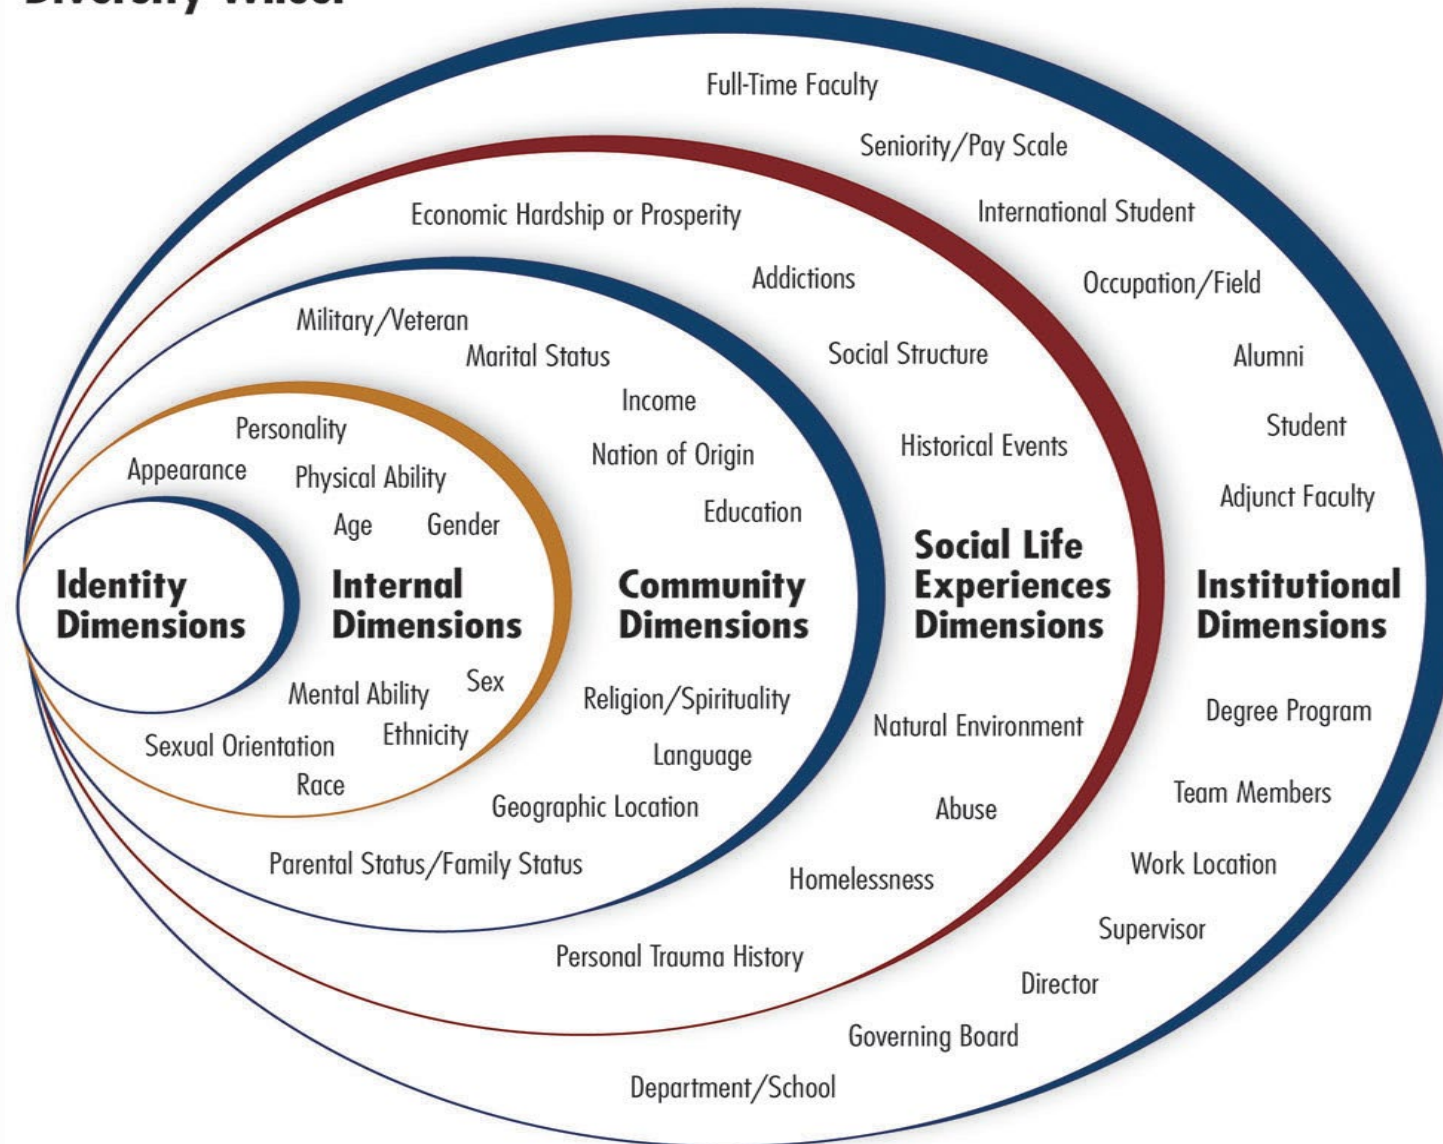 Diversity Wheel
Full-Time Faculty
Seniority/Pay Scale
International Student
Occupation/Field
Alumni
Student
Adjunct Faculty
Institutional
Dimensions
Degree Program
Team Members
Work Location
Supervisor
Director
Governing Board
Department/School
Economic Hardship or Prosperity
Addictions
Social Structure
Historical Events
Social Life
Experiences
Dimensions
Natural Environment
Abuse
Homelessness
Personal Trauma History
Military/Veteran
Marital Status
Income
Nation of Origin
Education
Community
Dimensions
Religion/Spirituality
Language
Geographic Location
Parental Status/Family Status
Personality
Appearance
Physical Ability
Age
Gender
Internal
Dimensions
Sex
Mental Ability
Ethnicity
Sexual Orientation
Race
Identity
Dimensions